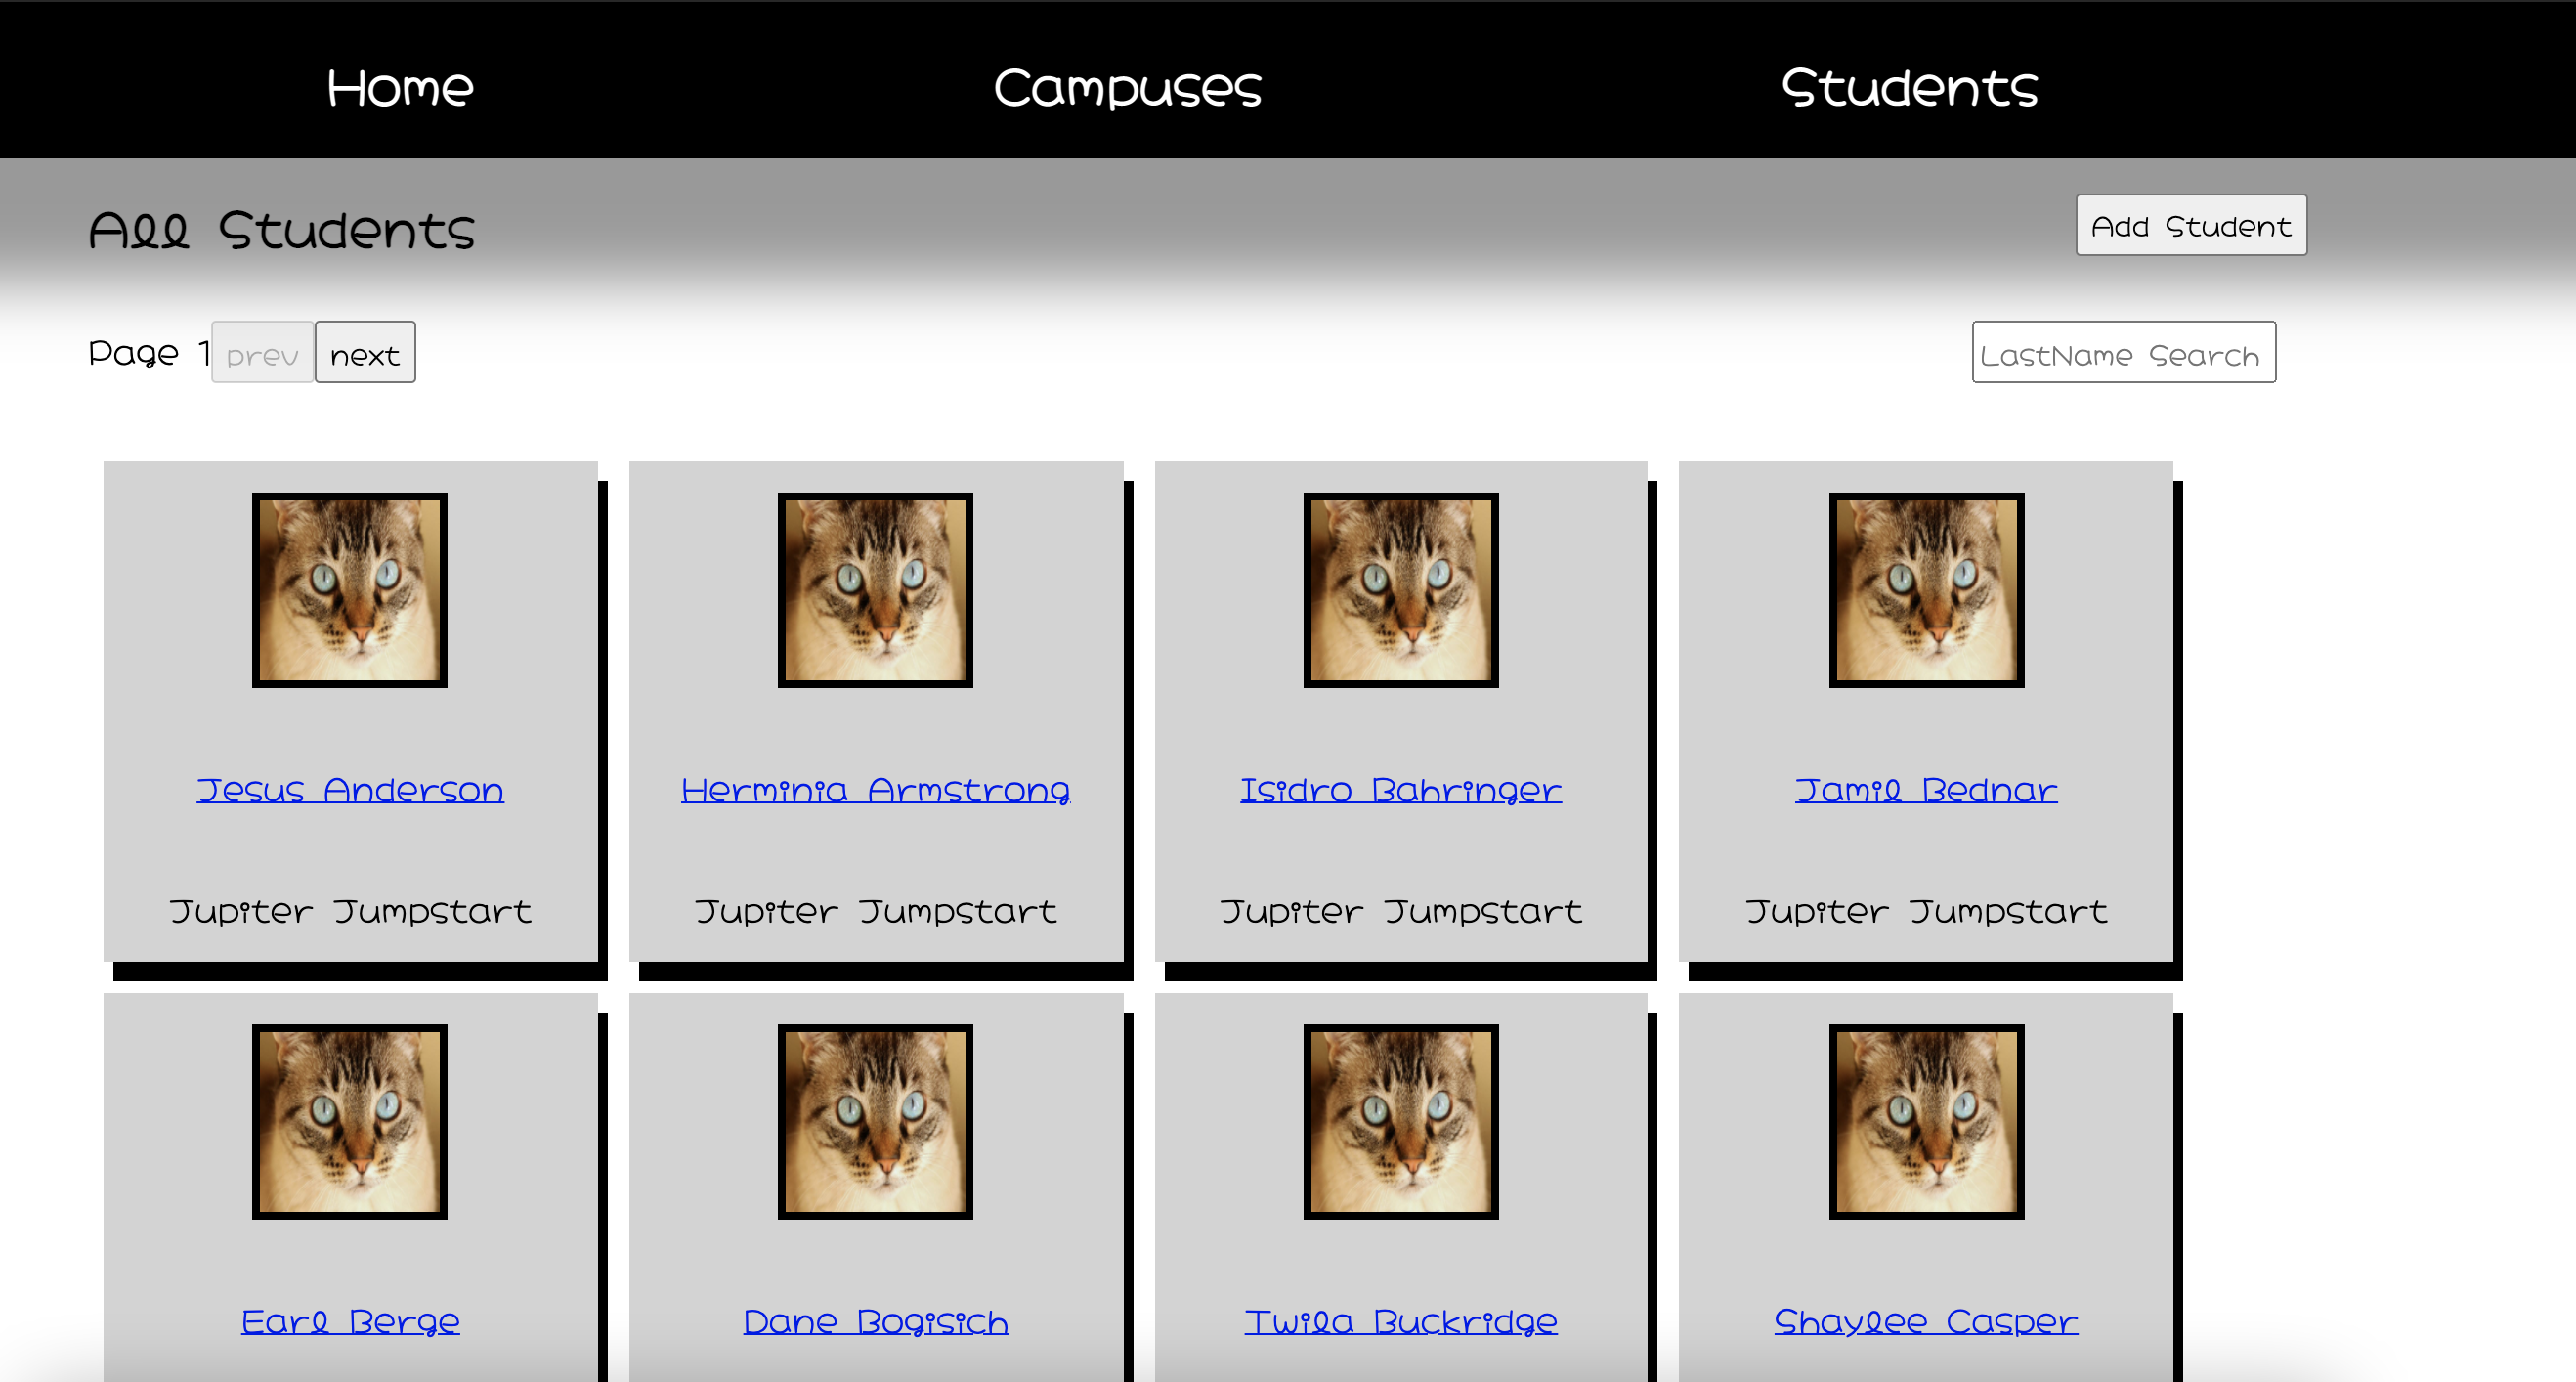 Home Campuses Students
All Students Add Student
Page 1 prev next LastName Search
Jesus Anderson Herminia Armstrong Isidro Bahringer Jamil Bednar
Jupiter Jumpstart Jupiter Jumpstart Jupiter Jumpstart Jupiter Jumpstart
Earl Berge Dane Bogisich Twila Buckridge Shaylee Casper